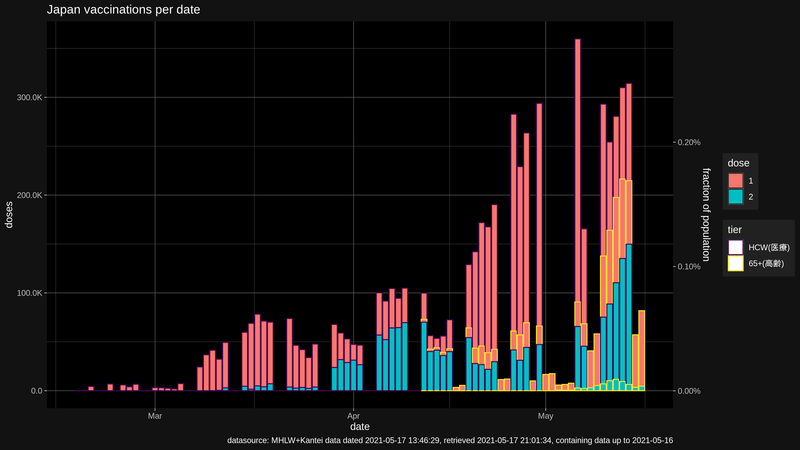 Japan vaccinations per date
doses
300.0K
200.0K
100.0K
0.0
Mar
Apr
May
date
0.20%
0.10%
0.00%
fraction of population
dose
1
2
tier
HCW(医療)
65+(高齢)
datasource: MHLW+Kantei data dated 2021-05-17 13:46:29, retrieved 2021-05-17 21:01:34, containing data up to 2021-05-16